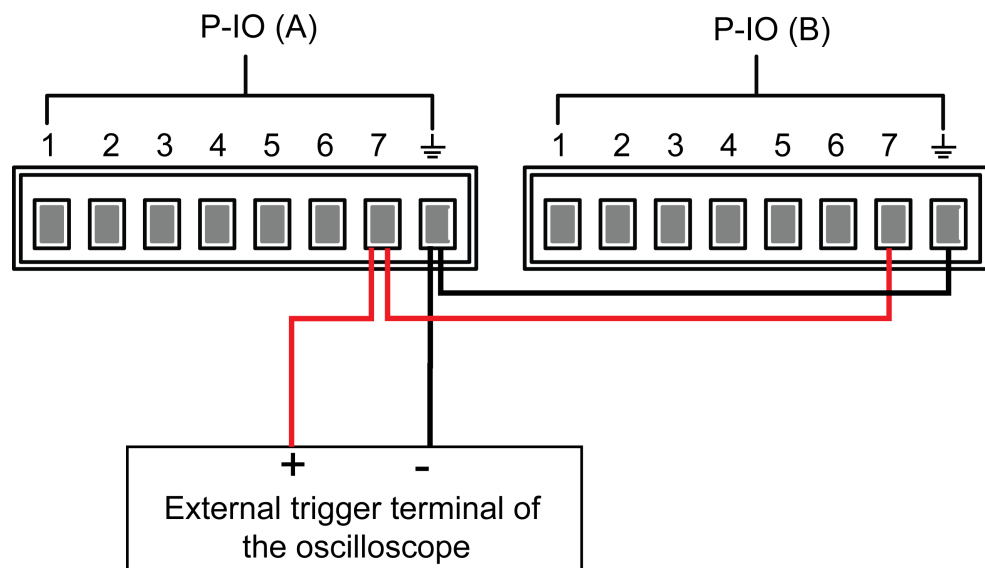 P-IO (A) P-IO (B)
1 2 3 4 5 6 7 1 2 3 4 5 6 7
+ -
External trigger terminal of
the oscilloscope